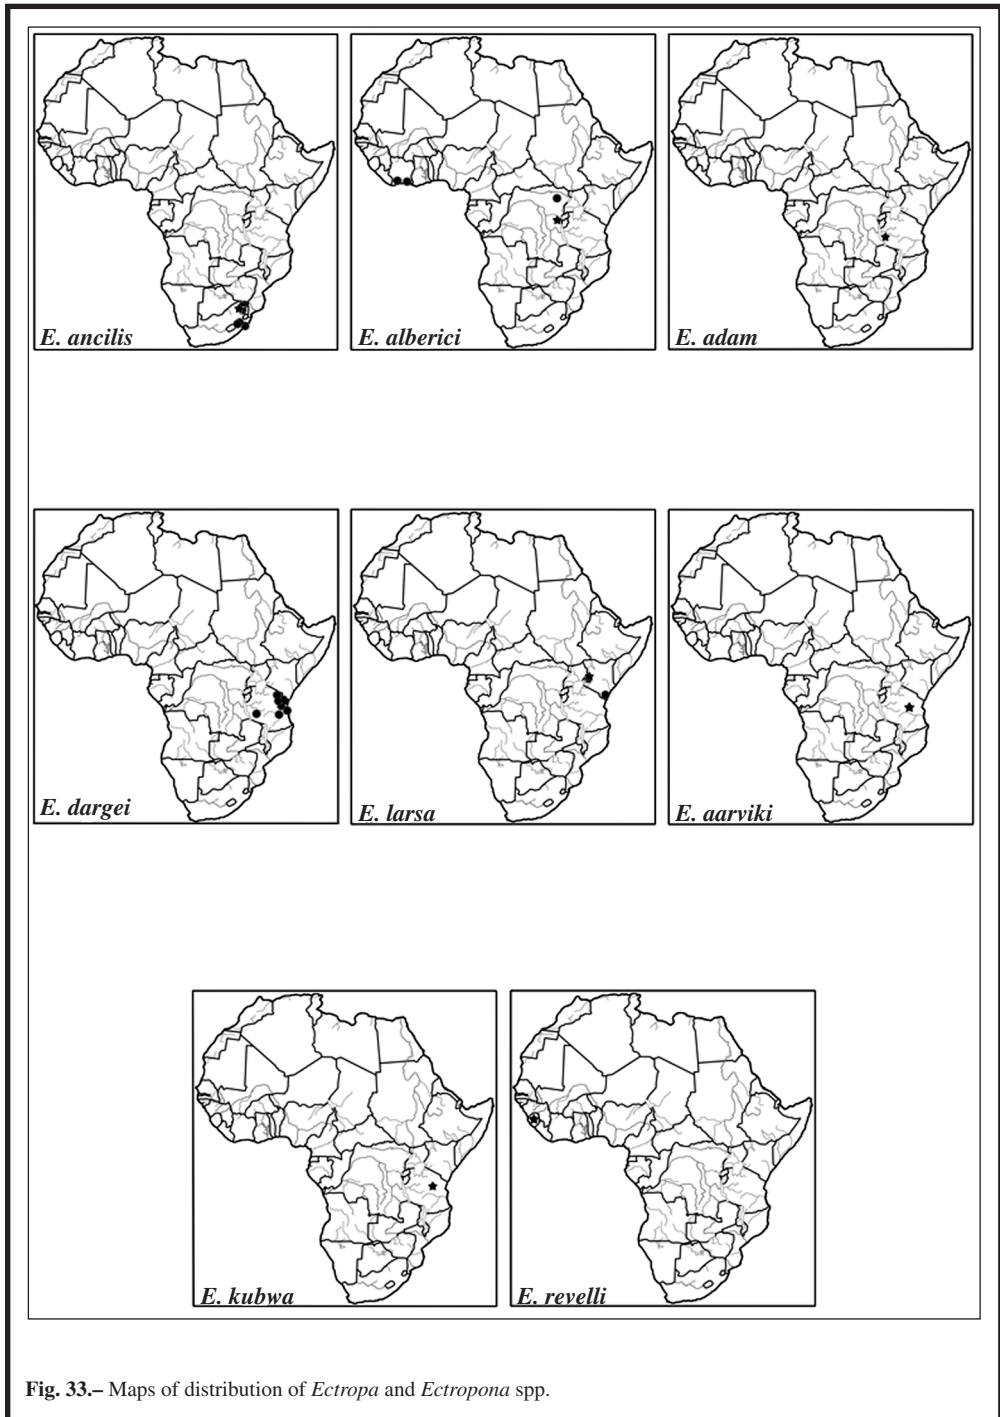 E. ancilis
E. alberici
E. adam
E. dargei
E. larsa
E. aarviki
E. kubwa
E. revelli
Fig. 33.– Maps of distribution of Ectropa and Ectropona spp.